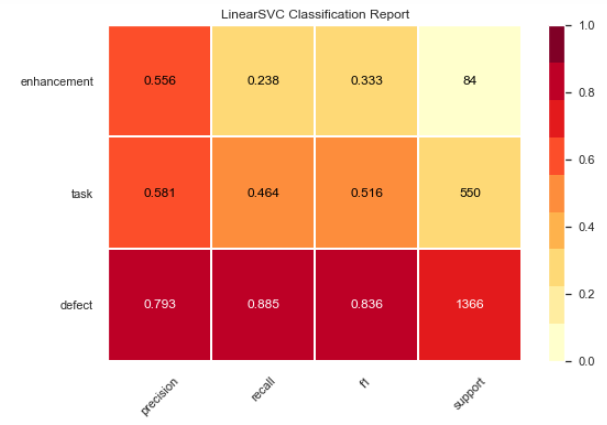 LinearSVC Classification Report
enhancement 0.556 0.238 0.333 84
task 0.581 0.464 0.516 550
defect 0.793 0.885 0.836 1366
precision recall f1 support
1.0
0.8
0.6
0.4
0.2
0.0